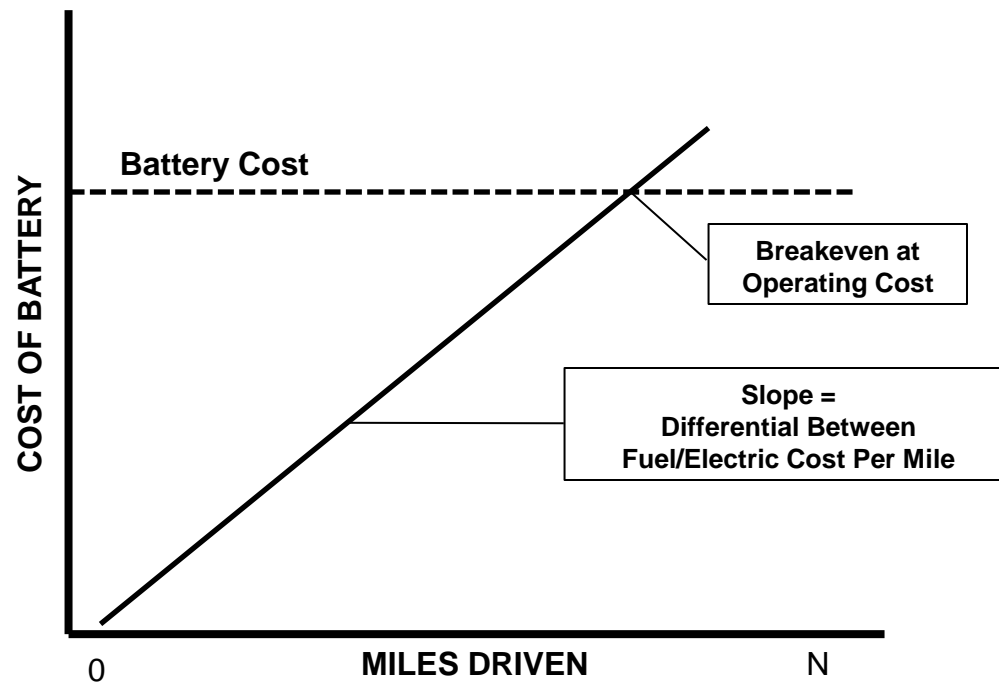 Battery Cost
COST OF BATTERY
Breakeven at
Operating Cost
Slope =
Differential Between
Fuel/Electric Cost Per Mile
0
MILES DRIVEN
N